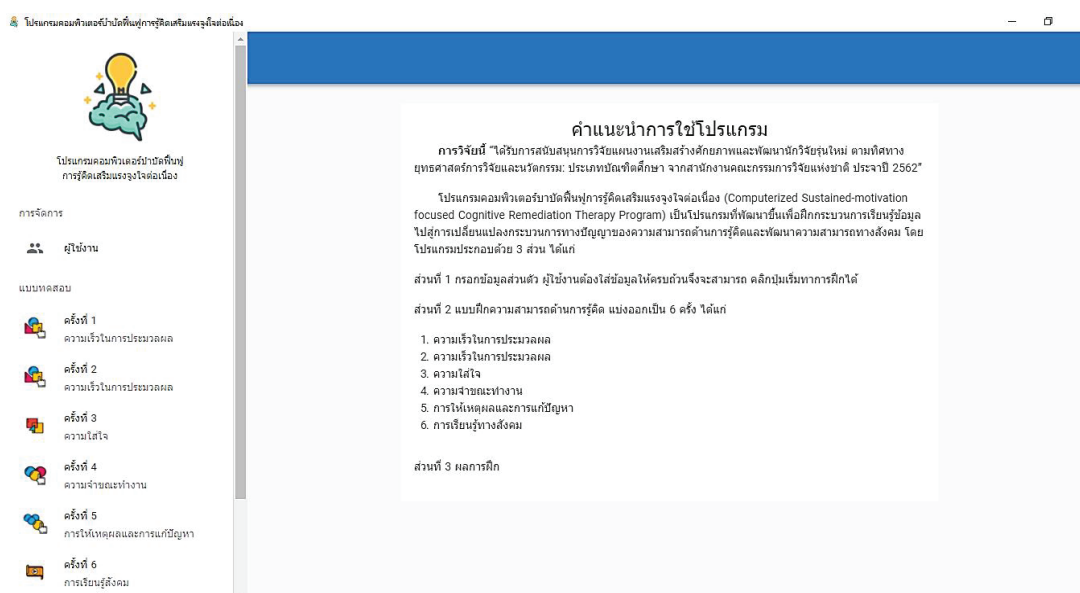 โปรแกรมคอมพิวเตอร์บำบัดฟื้นฟูการรู้คิดเสริมแรงจูงใจต่อเนื่อง
โปรแกรมคอมพิวเตอร์บำบัดฟื้นฟู
การรู้คิดเสริมแรงจูงใจต่อเนื่อง
การจัดการ
ผู้ใช้งาน
แบบทดสอบ
ครั้งที่ 1
ความเร็วในการประมวลผล
ครั้งที่ 2
ความเร็วในการประมวลผล
ครั้งที่ 3
ความใส่ใจ
ครั้งที่ 4
ความจำขณะทำงาน
ครั้งที่ 5
การให้เหตุผลและการแก้ปัญหา
ครั้งที่ 6
การเรียนรู้สังคม
คำแนะนำการใช้โปรแกรม
การวิจัยนี้ "ได้รับการสนับสนุนการวิจัยแผนงานเสริมสร้างศักยภาพและพัฒนานักวิจัยรุ่นใหม่ ตามทิศทาง
ยุทธศาสตร์การวิจัยและนวัตกรรม: ประเภทบัณฑิตศึกษา จากสำนักงานคณะกรรมการวิจัยแห่งชาติ ประจำปี 2562"
โปรแกรมคอมพิวเตอร์บาบัดฟื้นฟูการรู้คิดเสริมแรงจูงใจต่อเนื่อง (Computerized Sustained-motivation
focused Cognitive Remediation Therapy Program) เป็นโปรแกรมที่พัฒนาขึ้นเพื่อฝึกกระบวนการเรียนรู้ข้อมูล
ไปสู่การเปลี่ยนแปลงกระบวนการทางปัญญาของความสามารถด้านการรู้คิดและพัฒนาความสามารถทางสังคม โดย
โปรแกรมประกอบด้วย 3 ส่วน ได้แก่
ส่วนที่ 1 กรอกข้อมูลส่วนตัว ผู้ใช้งานต้องใส่ข้อมูลให้ครบถ้วนจึงจะสามารถ คลิกปุ่มเริ่มทาการฝึกได้
ส่วนที่ 2 แบบฝึกความสามารถด้านการรู้คิด แบ่งออกเป็น 6 ครั้ง ได้แก่
1. ความเร็วในการประมวลผล
2. ความเร็วในการประมวลผล
3. ความใส่ใจ
4. ความจำขณะทำงาน
5. การให้เหตุผลและการแก้ปัญหา
6. การเรียนรู้ทางสังคม
ส่วนที่ 3 ผลการฝึก